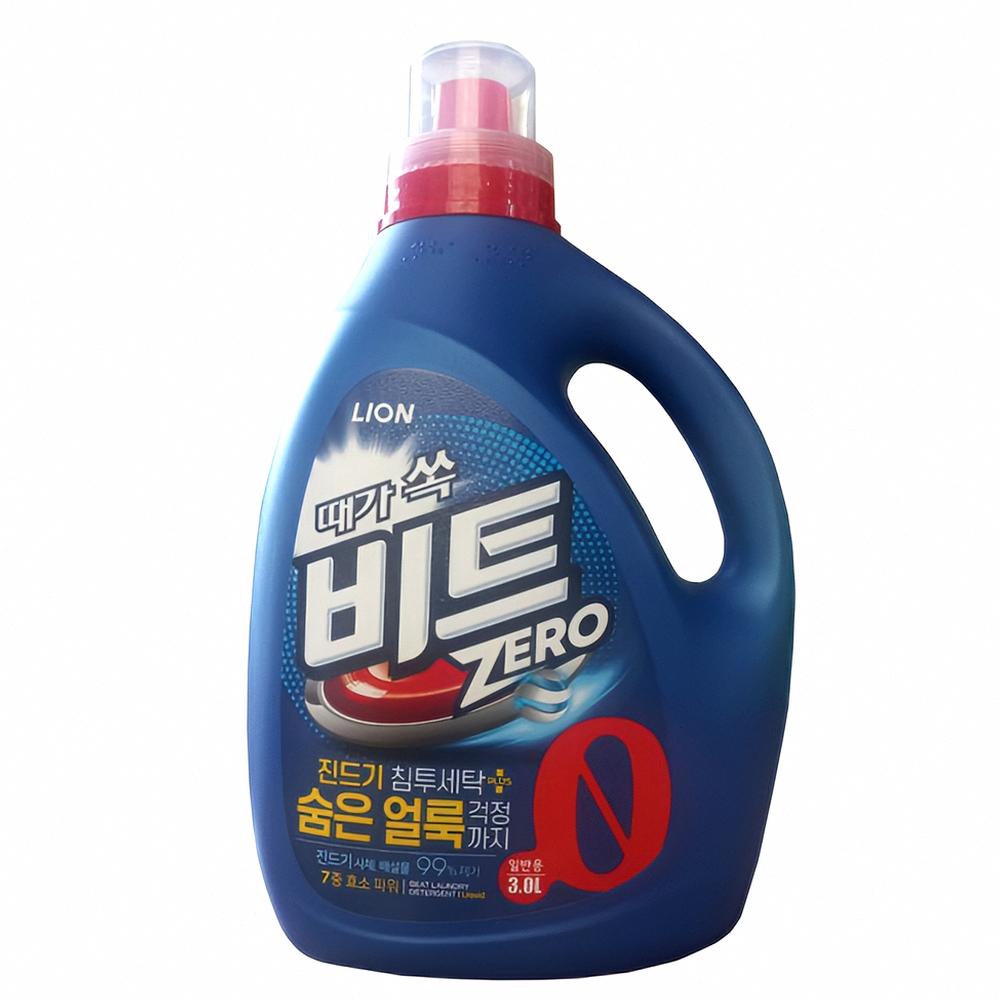 LION
때가 쏙
비트
ZERO
진드기 침투세탁 PLUS
숨은 얼룩 걱정
까지
0
진드기 사체, 배설물 99% 제거
7중 효소 파워 | BEAT LAUNDRY
DETERGENT | Liquid
일반용
3.0L